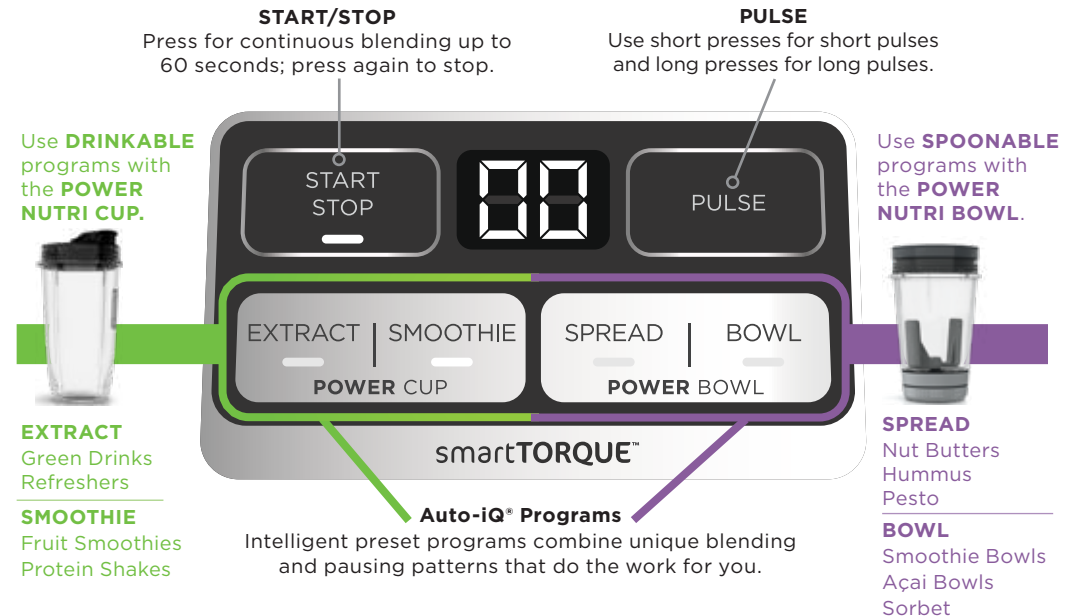 START/STOP
Press for continuous blending up to
60 seconds; press again to stop.
PULSE
Use short presses for short pulses
and long presses for long pulses.
Use DRINKABLE
programs with
the POWER
NUTRI CUP.
START
STOP
00
PULSE
Use SPOONABLE
programs with
the POWER
NUTRI BOWL.
EXTRACT | SMOOTHIE
POWER CUP
SPREAD | BOWL
POWER BOWL
smartTORQUE™
EXTRACT
Green Drinks
Refreshers
SMOOTHIE
Fruit Smoothies
Protein Shakes
Auto-iQ® Programs
Intelligent preset programs combine unique blending
and pausing patterns that do the work for you.
SPREAD
Nut Butters
Hummus
Pesto
BOWL
Smoothie Bowls
Açai Bowls
Sorbet